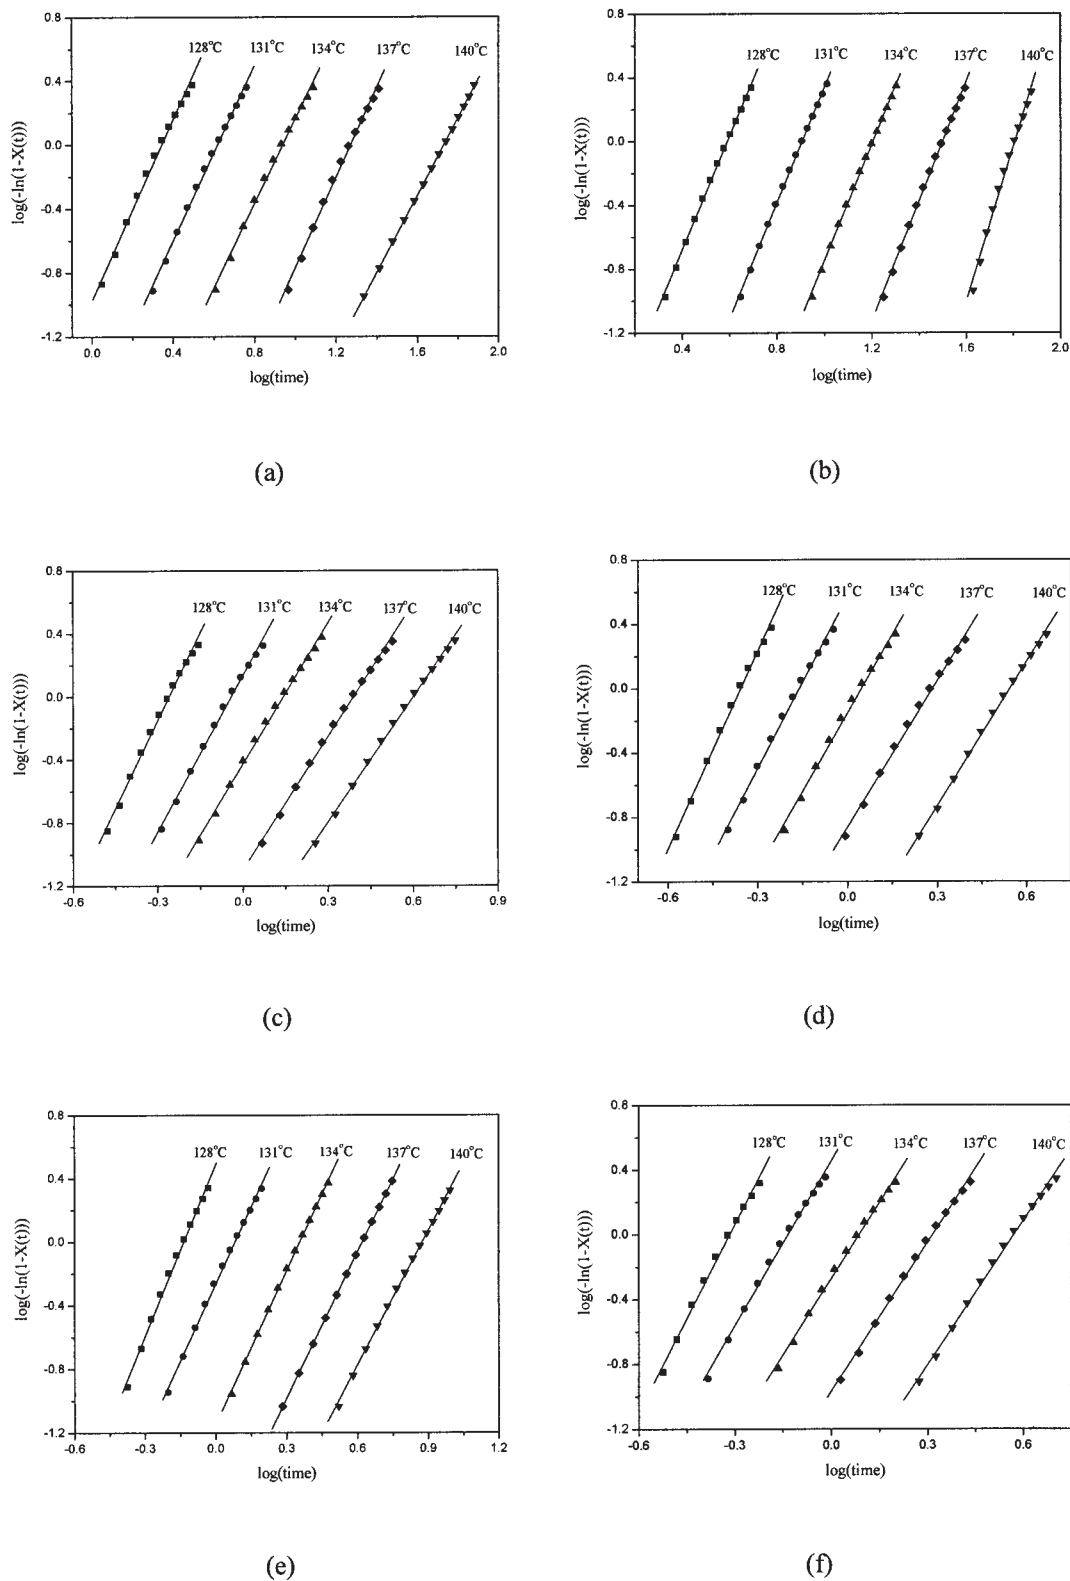 0.8
128°C 131°C 134°C 137°C 140°C
0.4
0.0
-0.4
-0.8
-1.2
log(-ln(1-X(t)))
0.0 0.4 0.8 1.2 1.6 2.0
log(time)
(a)
0.8
128°C 131°C 134°C 137°C 140°C
0.4
0.0
-0.4
-0.8
-1.2
log(-ln(1-X(t)))
0.4 0.8 1.2 1.6 2.0
log(time)
(b)
0.8
128°C 131°C 134°C 137°C 140°C
0.4
0.0
-0.4
-0.8
-1.2
log(-ln(1-X(t)))
-0.6 -0.3 0.0 0.3 0.6 0.9
log(time)
(c)
0.8
128°C 131°C 134°C 137°C 140°C
0.4
0.0
-0.4
-0.8
-1.2
log(-ln(1-X(t)))
-0.6 -0.3 0.0 0.3 0.6
log(time)
(d)
0.8
128°C 131°C 134°C 137°C 140°C
0.4
0.0
-0.4
-0.8
-1.2
log(-ln(1-X(t)))
-0.6 -0.3 0.0 0.3 0.6 0.9 1.2
log(time)
(e)
0.8
128°C 131°C 134°C 137°C 140°C
0.4
0.0
-0.4
-0.8
-1.2
log(-ln(1-X(t)))
-0.6 -0.3 0.0 0.3 0.6
log(time)
(f)